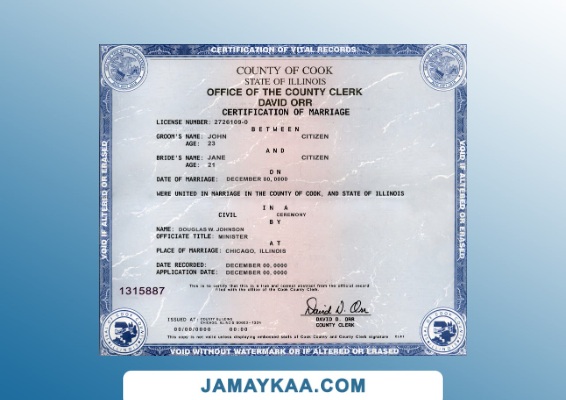 CERTIFICATION OF VITAL RECORDS
COUNTY OF COOK
STATE OF ILLINOIS
OFFICE OF THE COUNTY CLERK
DAVID ORR
CERTIFICATION OF MARRIAGE
LICENSE NUMBER: 2726109-0
BETWEEN
GROOM'S NAME: JOHN CITIZEN
AGE: 23
AND
BRIDE'S NAME: JANE CITIZEN
AGE: 21
ON
DATE OF MARRIAGE: DECEMBER 00,0000
WERE UNITED IN MARRIAGE IN THE COUNTY OF COOK, AND STATE OF ILLINOIS
IN A
CIVIL CEREMONY
BY
NAME: DOUGLAS W. JOHNSON
OFFICIATE TITLE: MINISTER
AT
PLACE OF MARRIAGE: CHICAGO, ILLINOIS
DATE RECORDED: DECEMBER 00,0000
APPLICATION DATE: DECEMBER 00,0000
This is to certify that this is a true and correct abstract from the official record
filed with the office of the Cook County Clerk.
1315887
David D. Orr
ISSUED AT:
DAVID D. ORR
COUNTY CLERK
00/00/0000 00:00
This copy is not valid unless displaying embossed seals of Cook County and County Clerk signature
VOID WITHOUT WATERMARK OR IF ALTERED OR ERASED
VOID IF ALTERED OR ERASED
VOID IF ALTERED OR ERASED
JAMAYKAA.COM